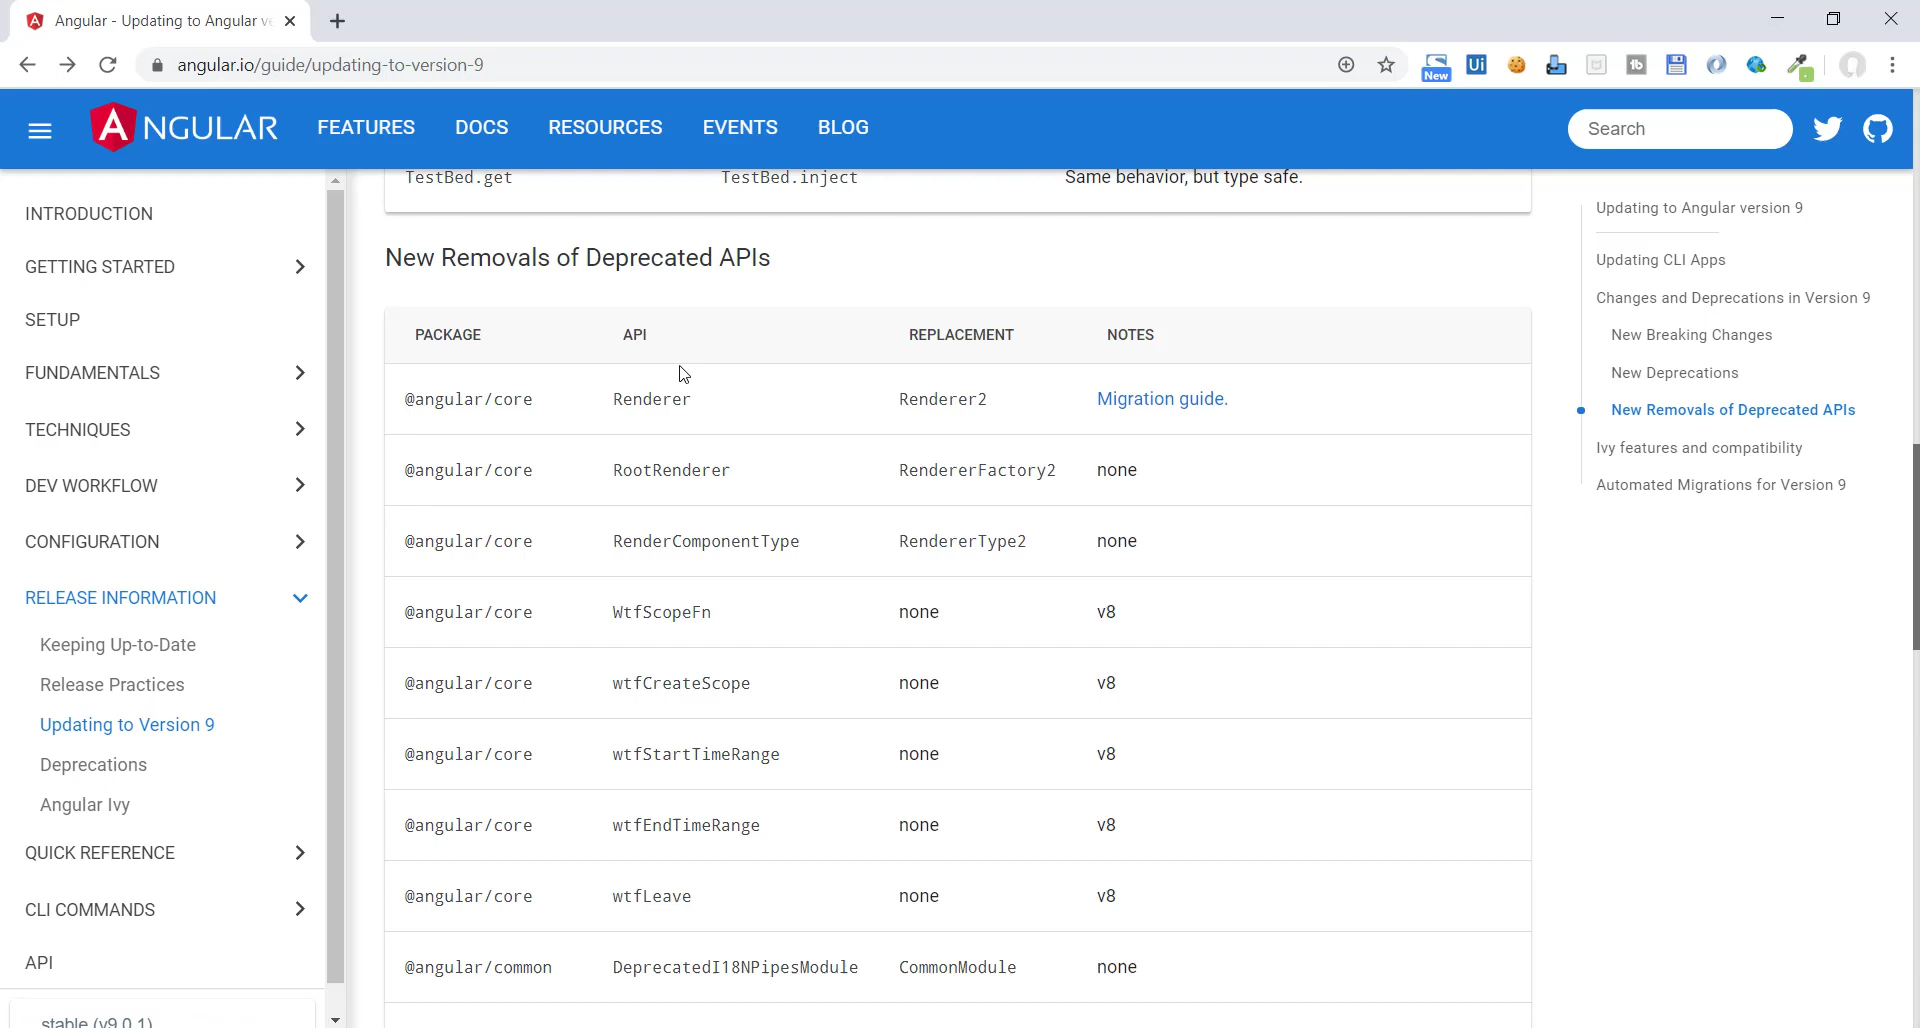 Angular - Updating to Angular ve
angular.io/guide/updating-to-version-9
New
Ui
tb
ANGULAR
FEATURES
DOCS
RESOURCES
EVENTS
BLOG
Search
INTRODUCTION
GETTING STARTED
SETUP
FUNDAMENTALS
TECHNIQUES
DEV WORKFLOW
CONFIGURATION
RELEASE INFORMATION
Keeping Up-to-Date
Release Practices
Updating to Version 9
Deprecations
Angular Ivy
QUICK REFERENCE
CLI COMMANDS
API
stable (v9.0.1)
TestBed.get TestBed.inject Same behavior, but type safe.
New Removals of Deprecated APIs
PACKAGE API REPLACEMENT NOTES
@angular/core Renderer Renderer2 Migration guide.
@angular/core RootRenderer RendererFactory2 none
@angular/core RenderComponentType RendererType2 none
@angular/core WtfScopeFn none v8
@angular/core wtfCreateScope none v8
@angular/core wtfStartTimeRange none v8
@angular/core wtfEndTimeRange none v8
@angular/core wtfLeave none v8
@angular/common DeprecatedI18NPipesModule CommonModule none
Updating to Angular version 9
Updating CLI Apps
Changes and Deprecations in Version 9
New Breaking Changes
New Deprecations
New Removals of Deprecated APIs
Ivy features and compatibility
Automated Migrations for Version 9